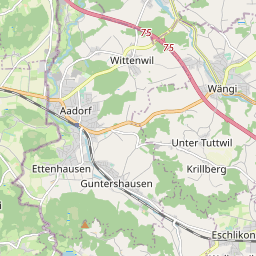 75
75
Wittenwil
Wängi
Aadorf
Unter Tuttwil
Ettenhausen
Krillberg
Guntershausen
Eschlikon